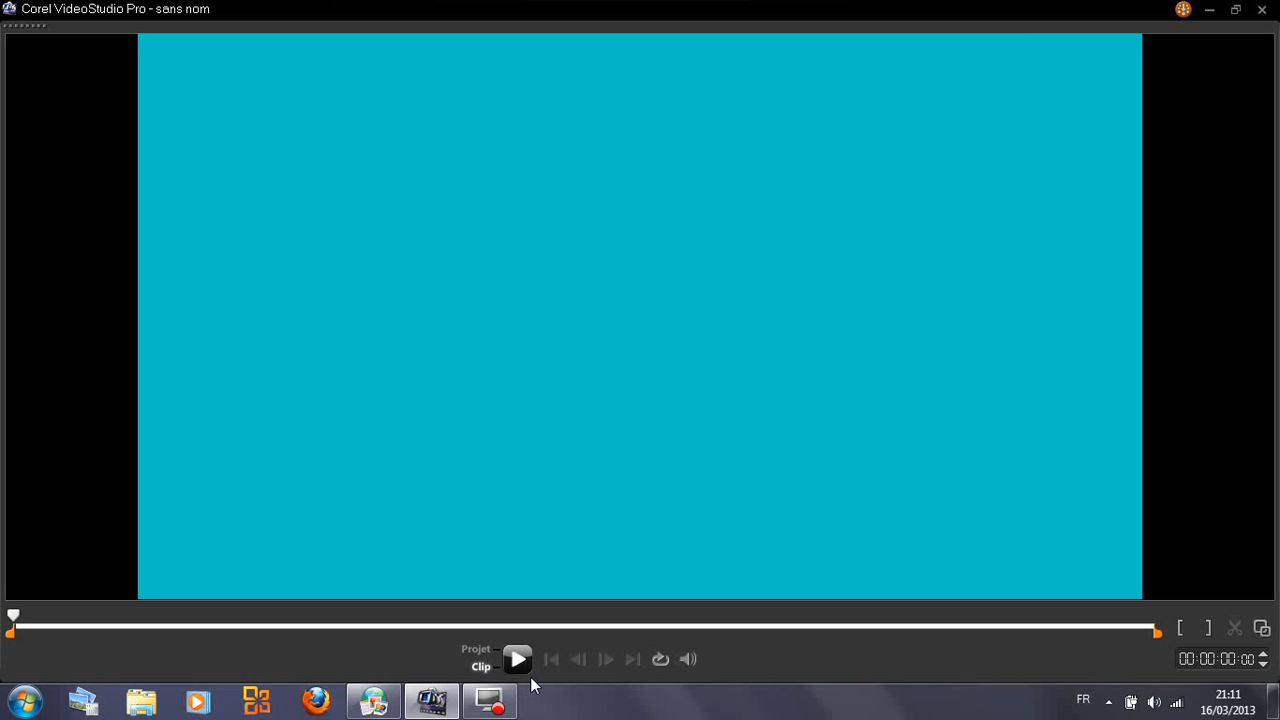 Corel VideoStudio Pro - sans nom
Projet
Clip
00:00:00:00
FR
21:11
16/03/2013